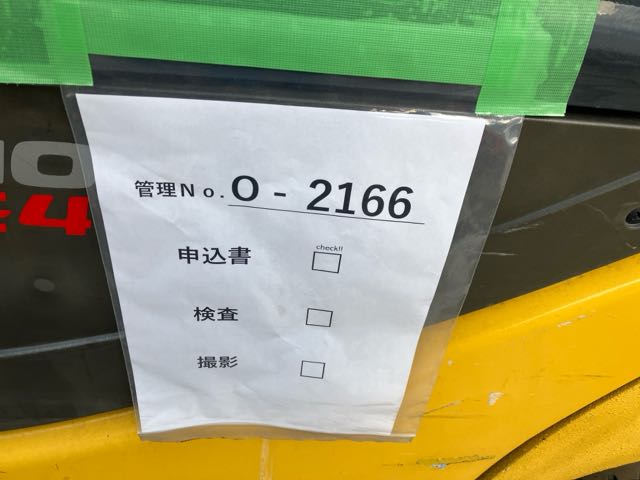 管理No. O - 2166
check!!
申込書 □
検査 □
撮影 □